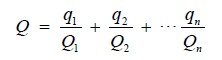 Q = q₁/Q₁ + q₂/Q₂ + ⋯ qₙ/Qₙ